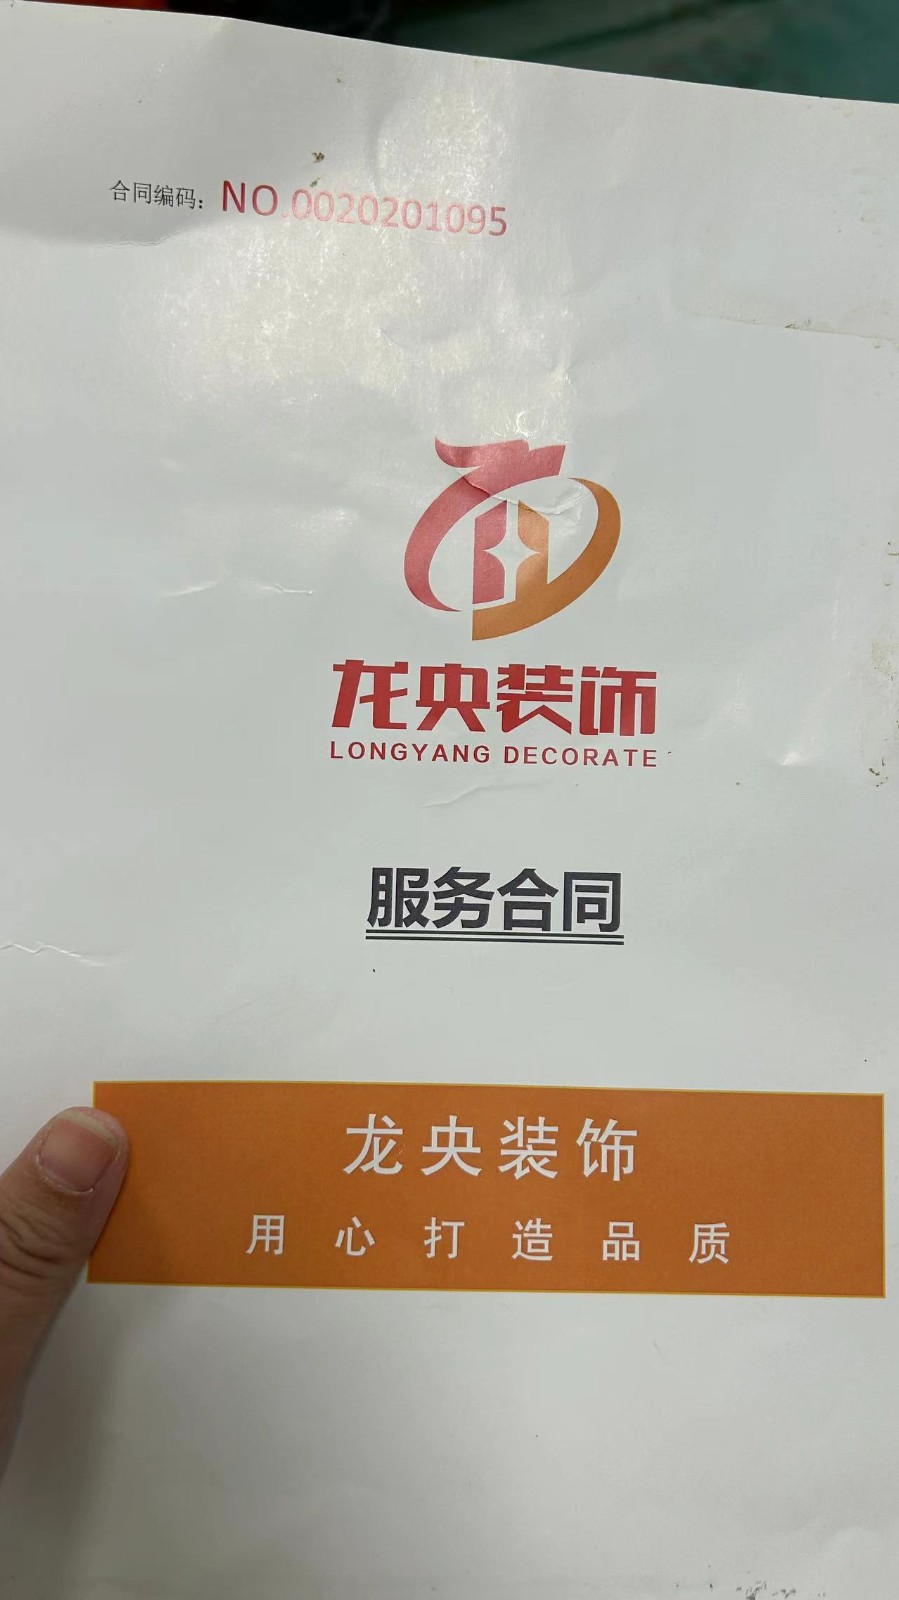 合同编码：NO.0020201095
龙央装饰
LONGYANG DECORATE
服务合同
龙央装饰
用心打造品质